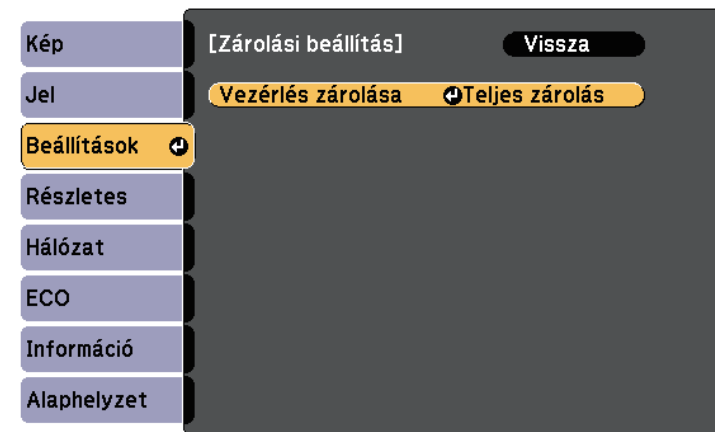 Kép
Jel
Beállítások
Részletes
Hálózat
ECO
Információ
Alaphelyzet
[Zárolási beállítás] Vissza
Vezérlés zárolása Teljes zárolás